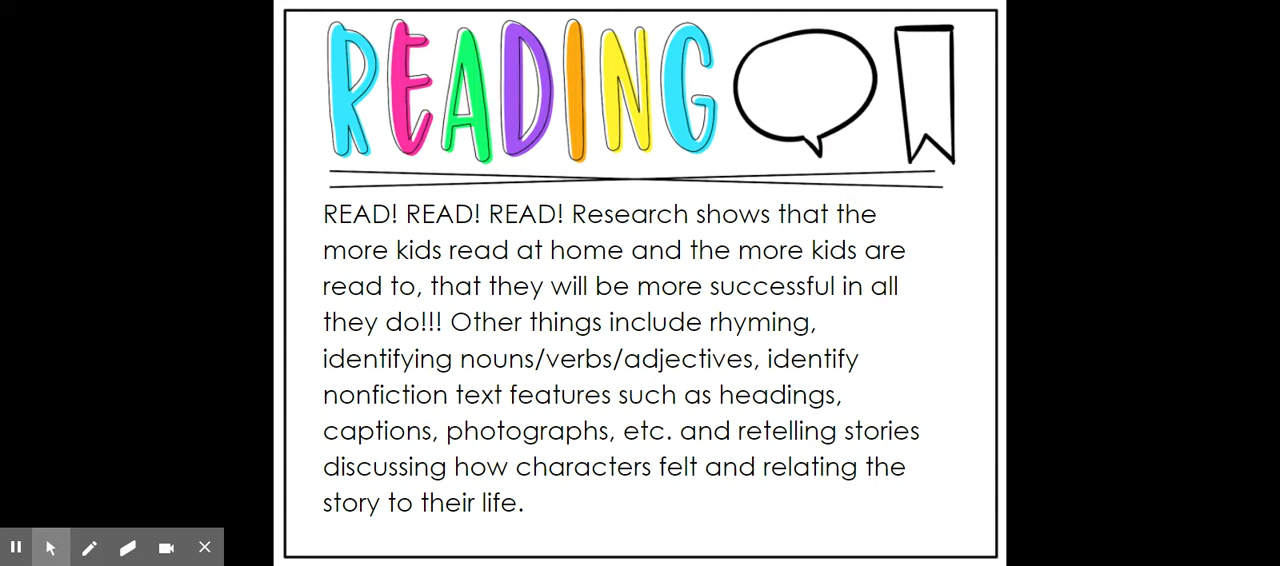 READING
READ! READ! READ! Research shows that the
more kids read at home and the more kids are
read to, that they will be more successful in all
they do!!! Other things include rhyming,
identifying nouns/verbs/adjectives, identify
nonfiction text features such as headings,
captions, photographs, etc. and retelling stories
discussing how characters felt and relating the
story to their life.